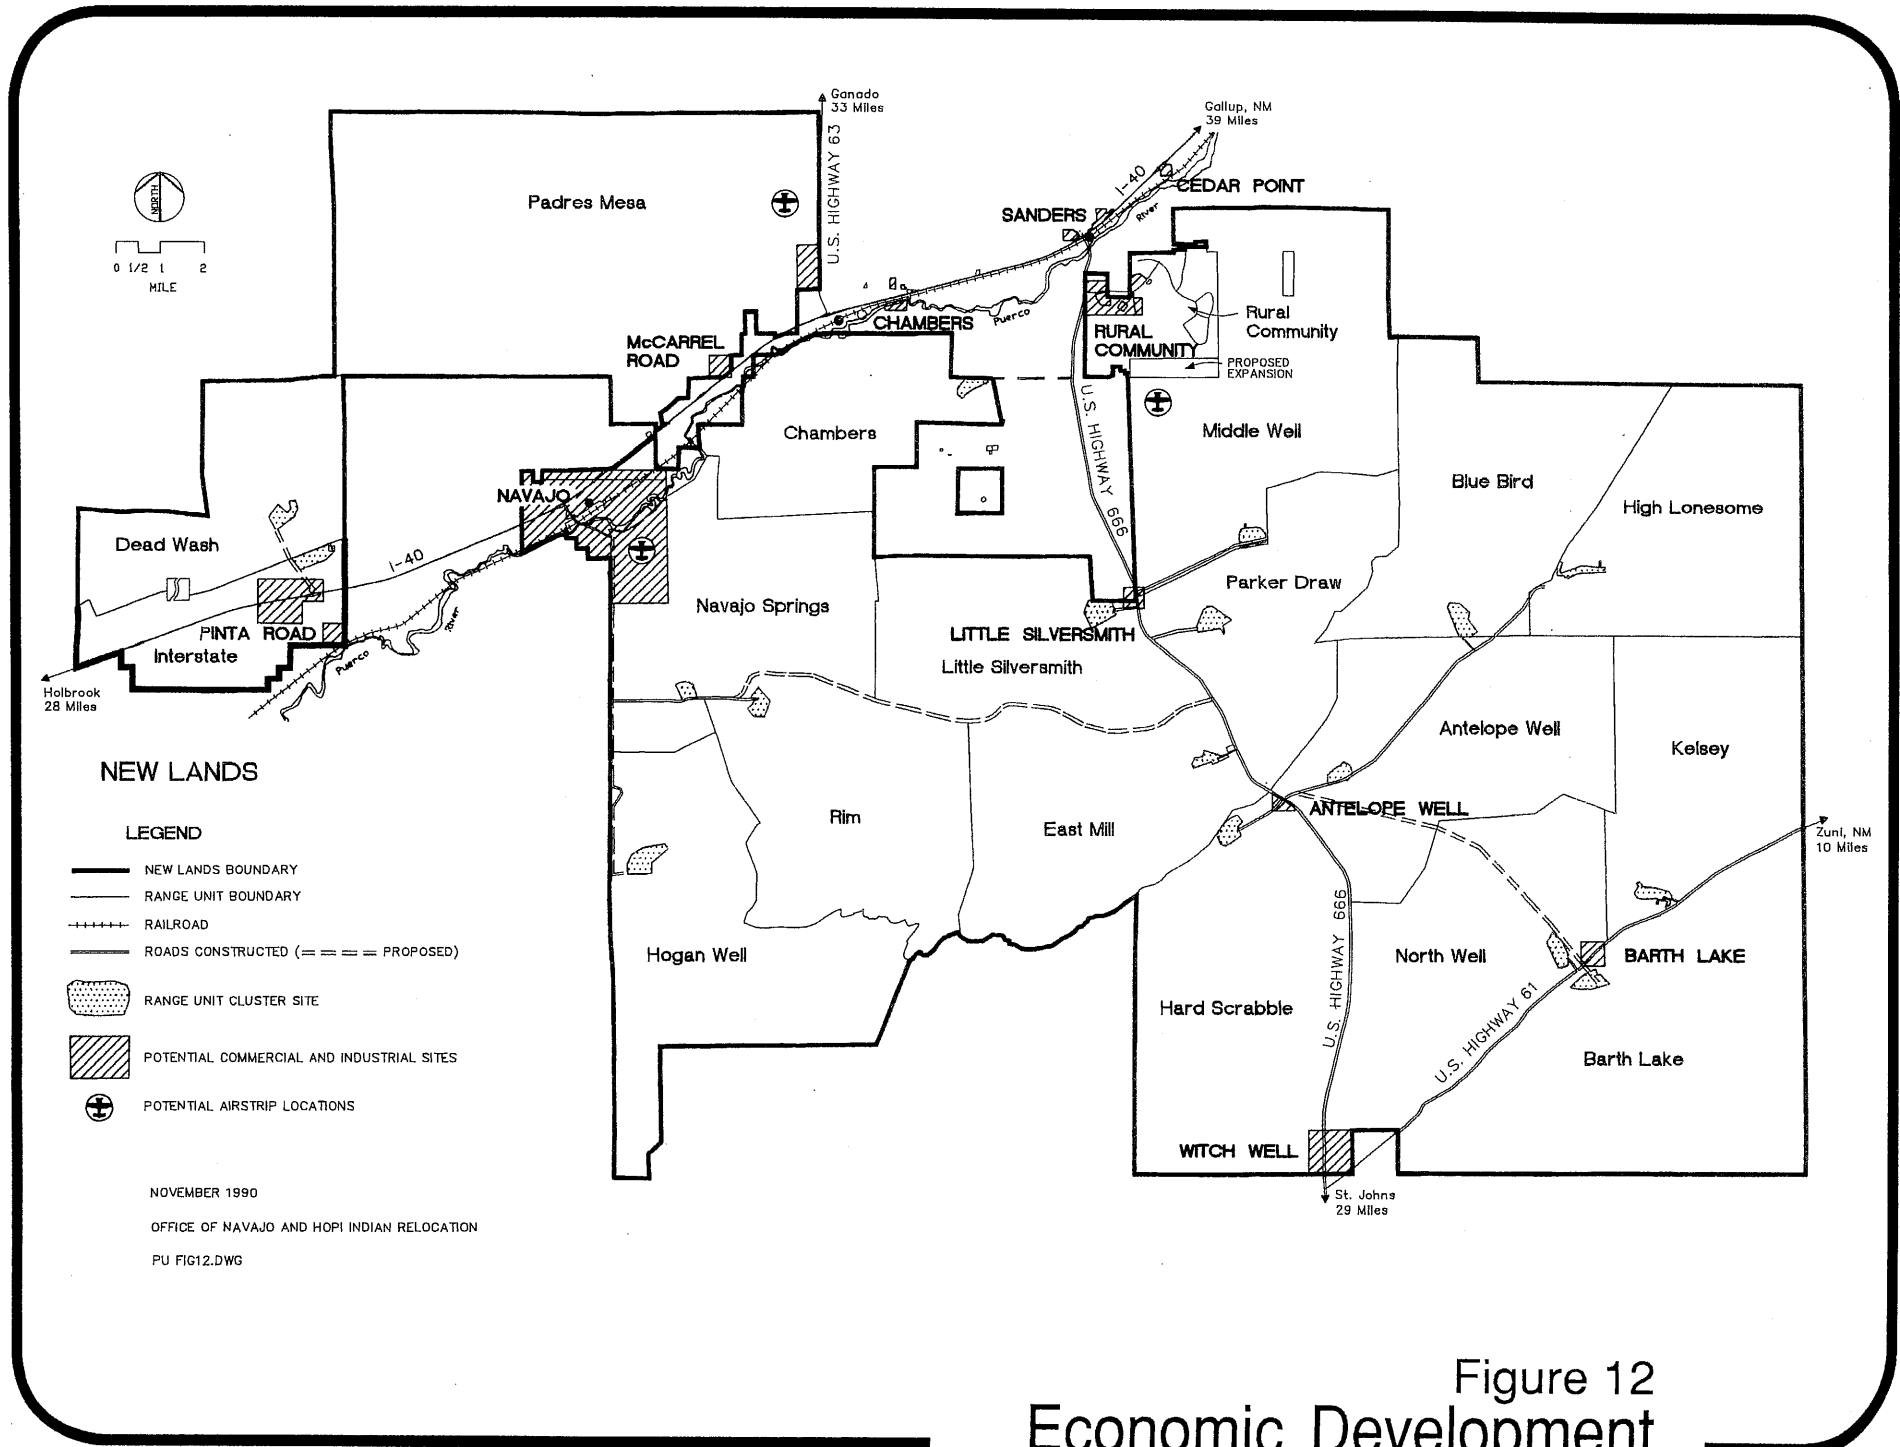 Ganado
33 Miles
U.S. HIGHWAY 63
Gallup, NM
39 Miles
I-40
CEDAR POINT
NORTH
Padres Mesa
SANDERS
River
0 1/2 1 2
MILE
Puerco
CHAMBERS
Rural
Community
McCARREL
ROAD
RURAL
COMMUNITY
PROPOSED
EXPANSION
U.S. HIGHWAY 666
Chambers
Middle Well
Blue Bird
High Lonesome
NAVAJO
Dead Wash
I-40
Parker Draw
Navajo Springs
River
PINTA ROAD
Interstate
Puerco
LITTLE SILVERSMITH
Little Silversmith
Holbrook
28 Miles
Antelope Well
Kelsey
NEW LANDS
Rim
East Mill
ANTELOPE WELL
Zuni, NM
10 Miles
LEGEND
NEW LANDS BOUNDARY
RANGE UNIT BOUNDARY
RAILROAD
ROADS CONSTRUCTED (= = = = PROPOSED)
RANGE UNIT CLUSTER SITE
POTENTIAL COMMERCIAL AND INDUSTRIAL SITES
POTENTIAL AIRSTRIP LOCATIONS
Hogan Well
U.S. HIGHWAY 666
North Well
BARTH LAKE
Hard Scrabble
U.S. HIGHWAY 61
Barth Lake
WITCH WELL
St. Johns
29 Miles
NOVEMBER 1990
OFFICE OF NAVAJO AND HOPI INDIAN RELOCATION
PU FIG12.DWG
Figure 12
Economic Development